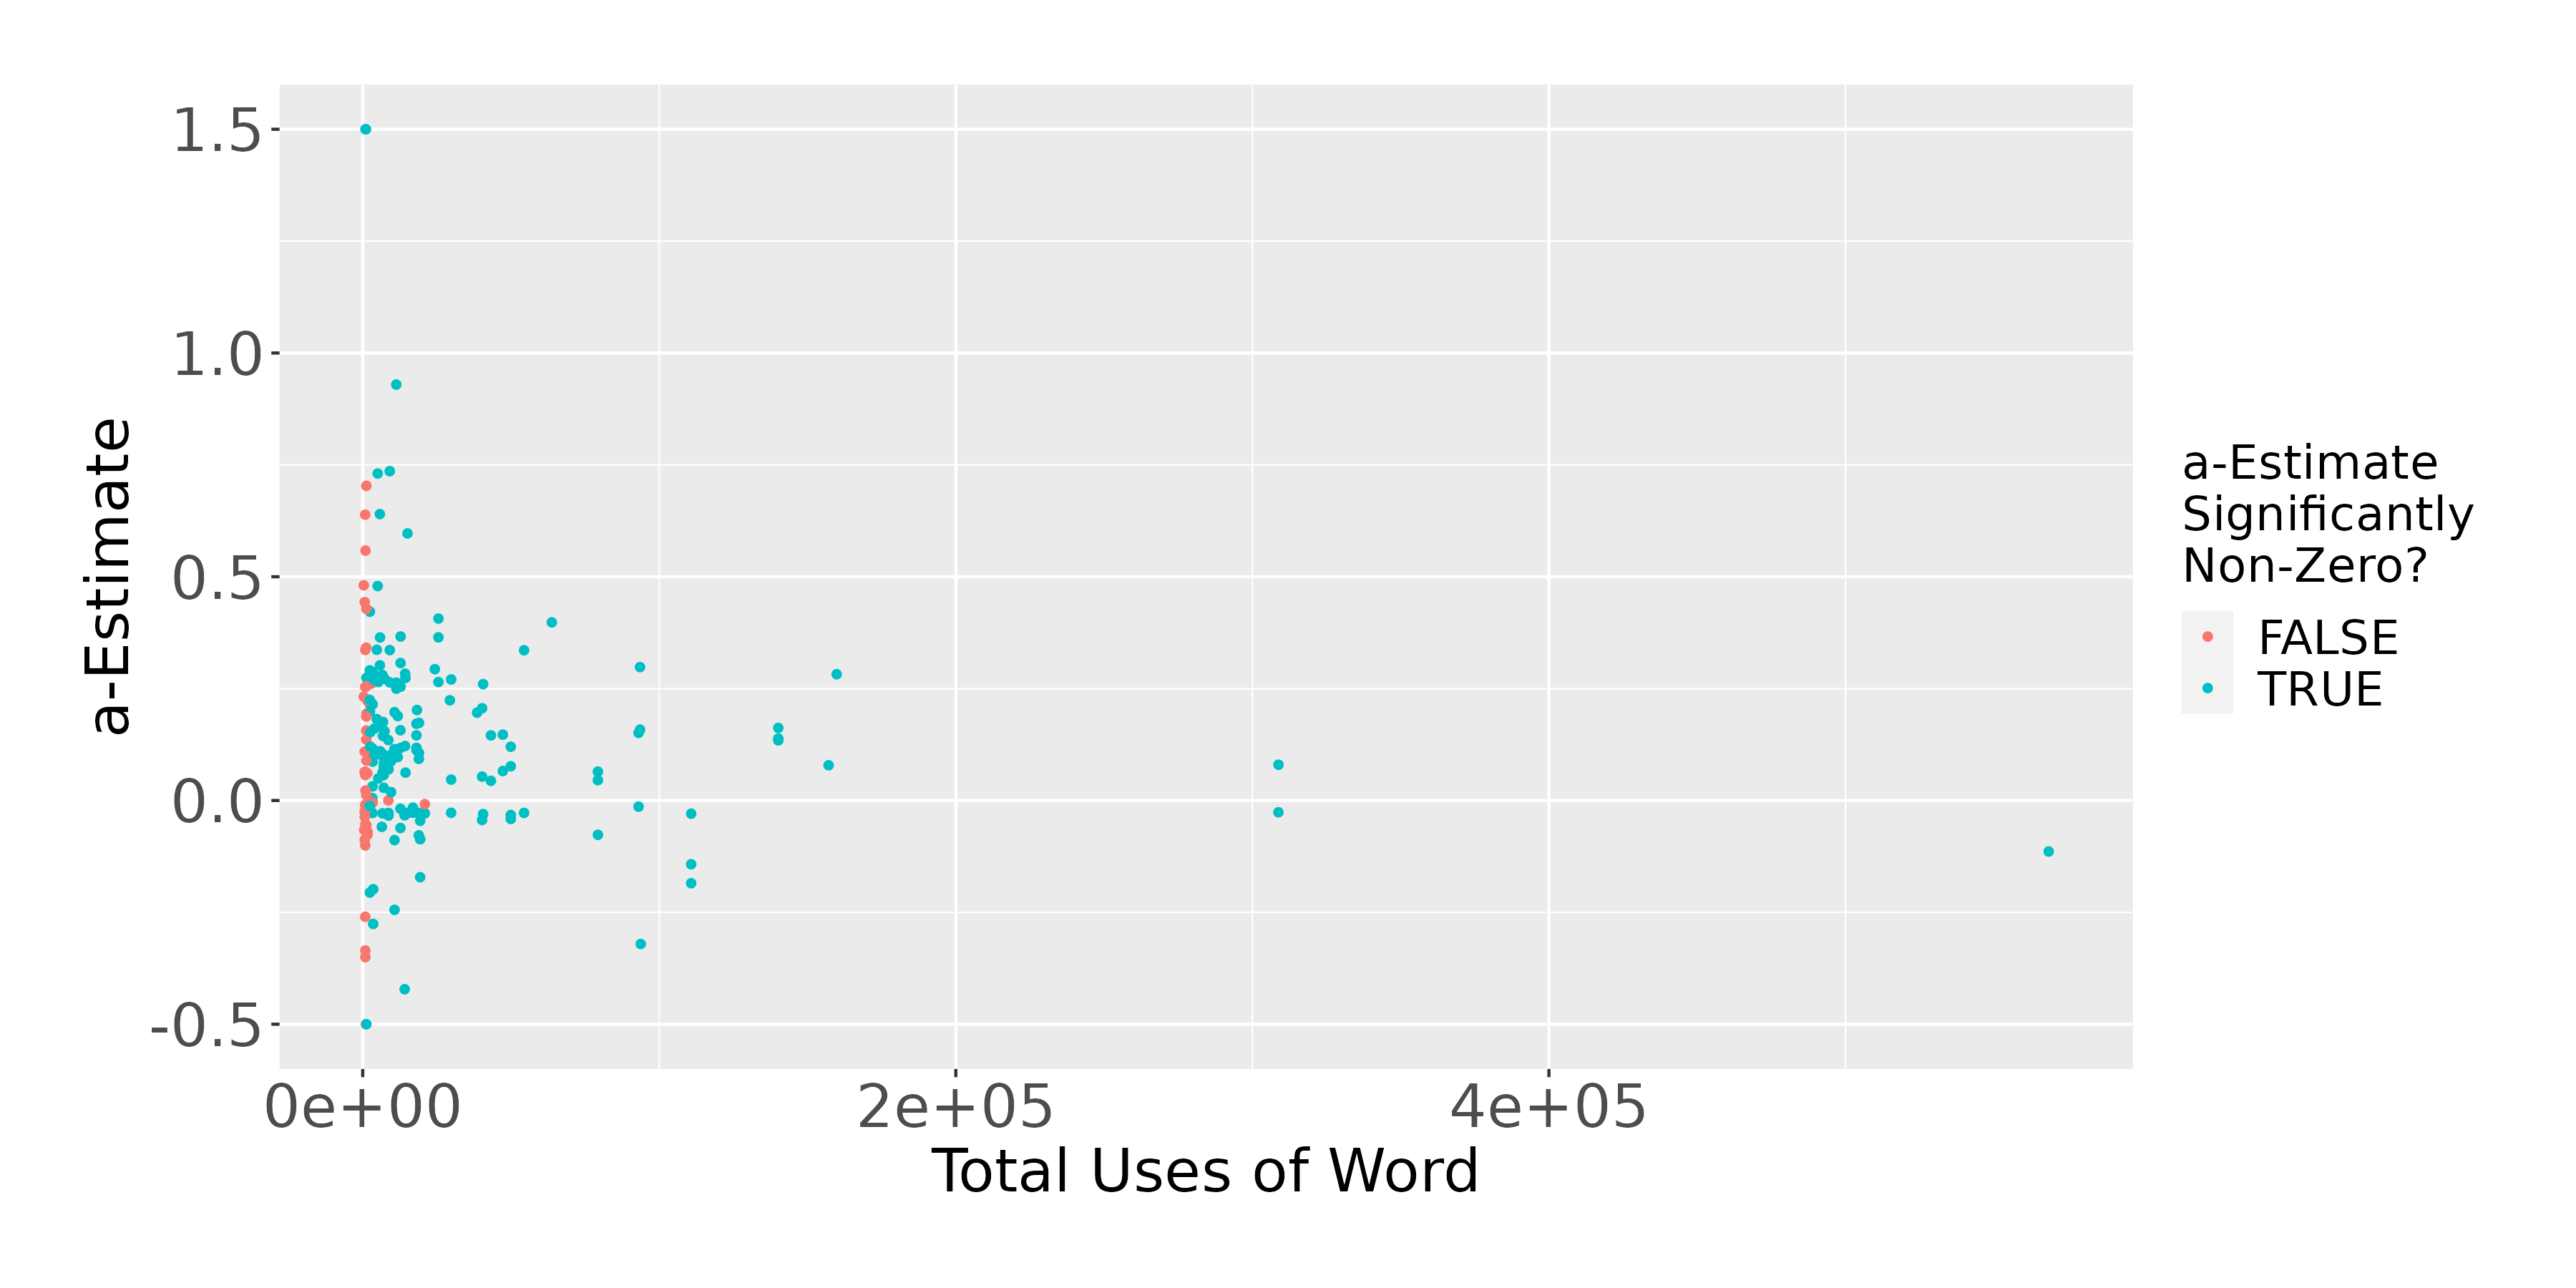 1.5
1.0
0.5
0.0
-0.5
a-Estimate
0e+00
2e+05
4e+05
Total Uses of Word
a-Estimate
Significantly
Non-Zero?
FALSE
TRUE